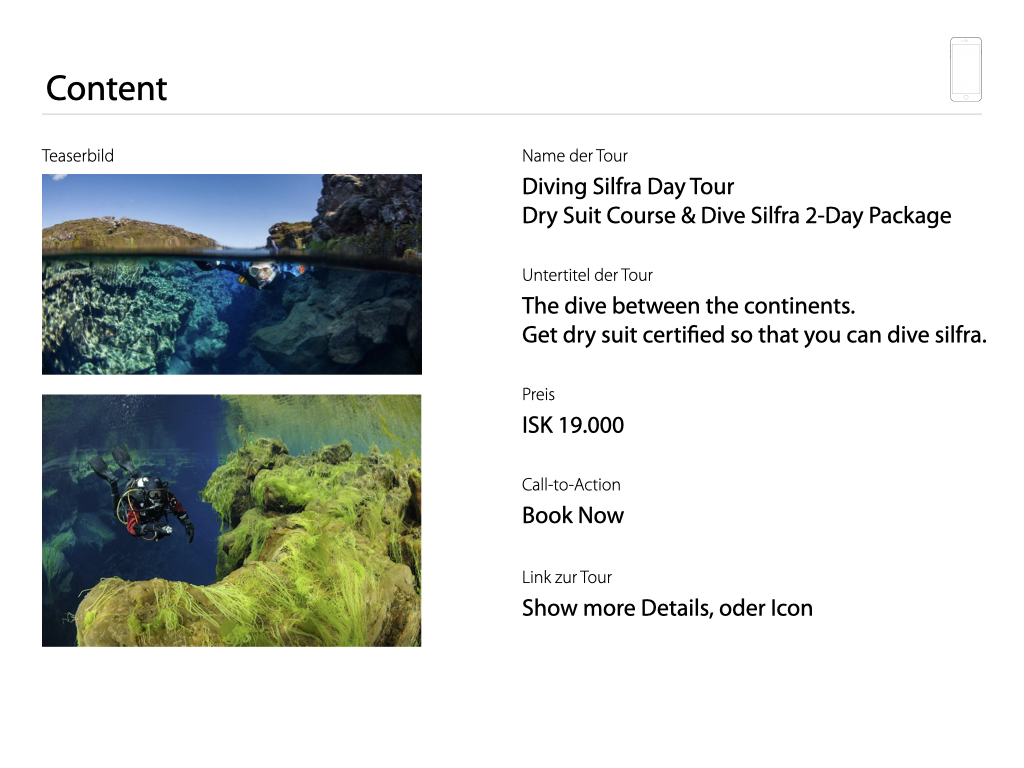 Content
Teaserbild
Name der Tour
Diving Silfra Day Tour
Dry Suit Course & Dive Silfra 2-Day Package
Untertitel der Tour
The dive between the continents.
Get dry suit certified so that you can dive silfra.
Preis
ISK 19.000
Call-to-Action
Book Now
Link zur Tour
Show more Details, oder Icon